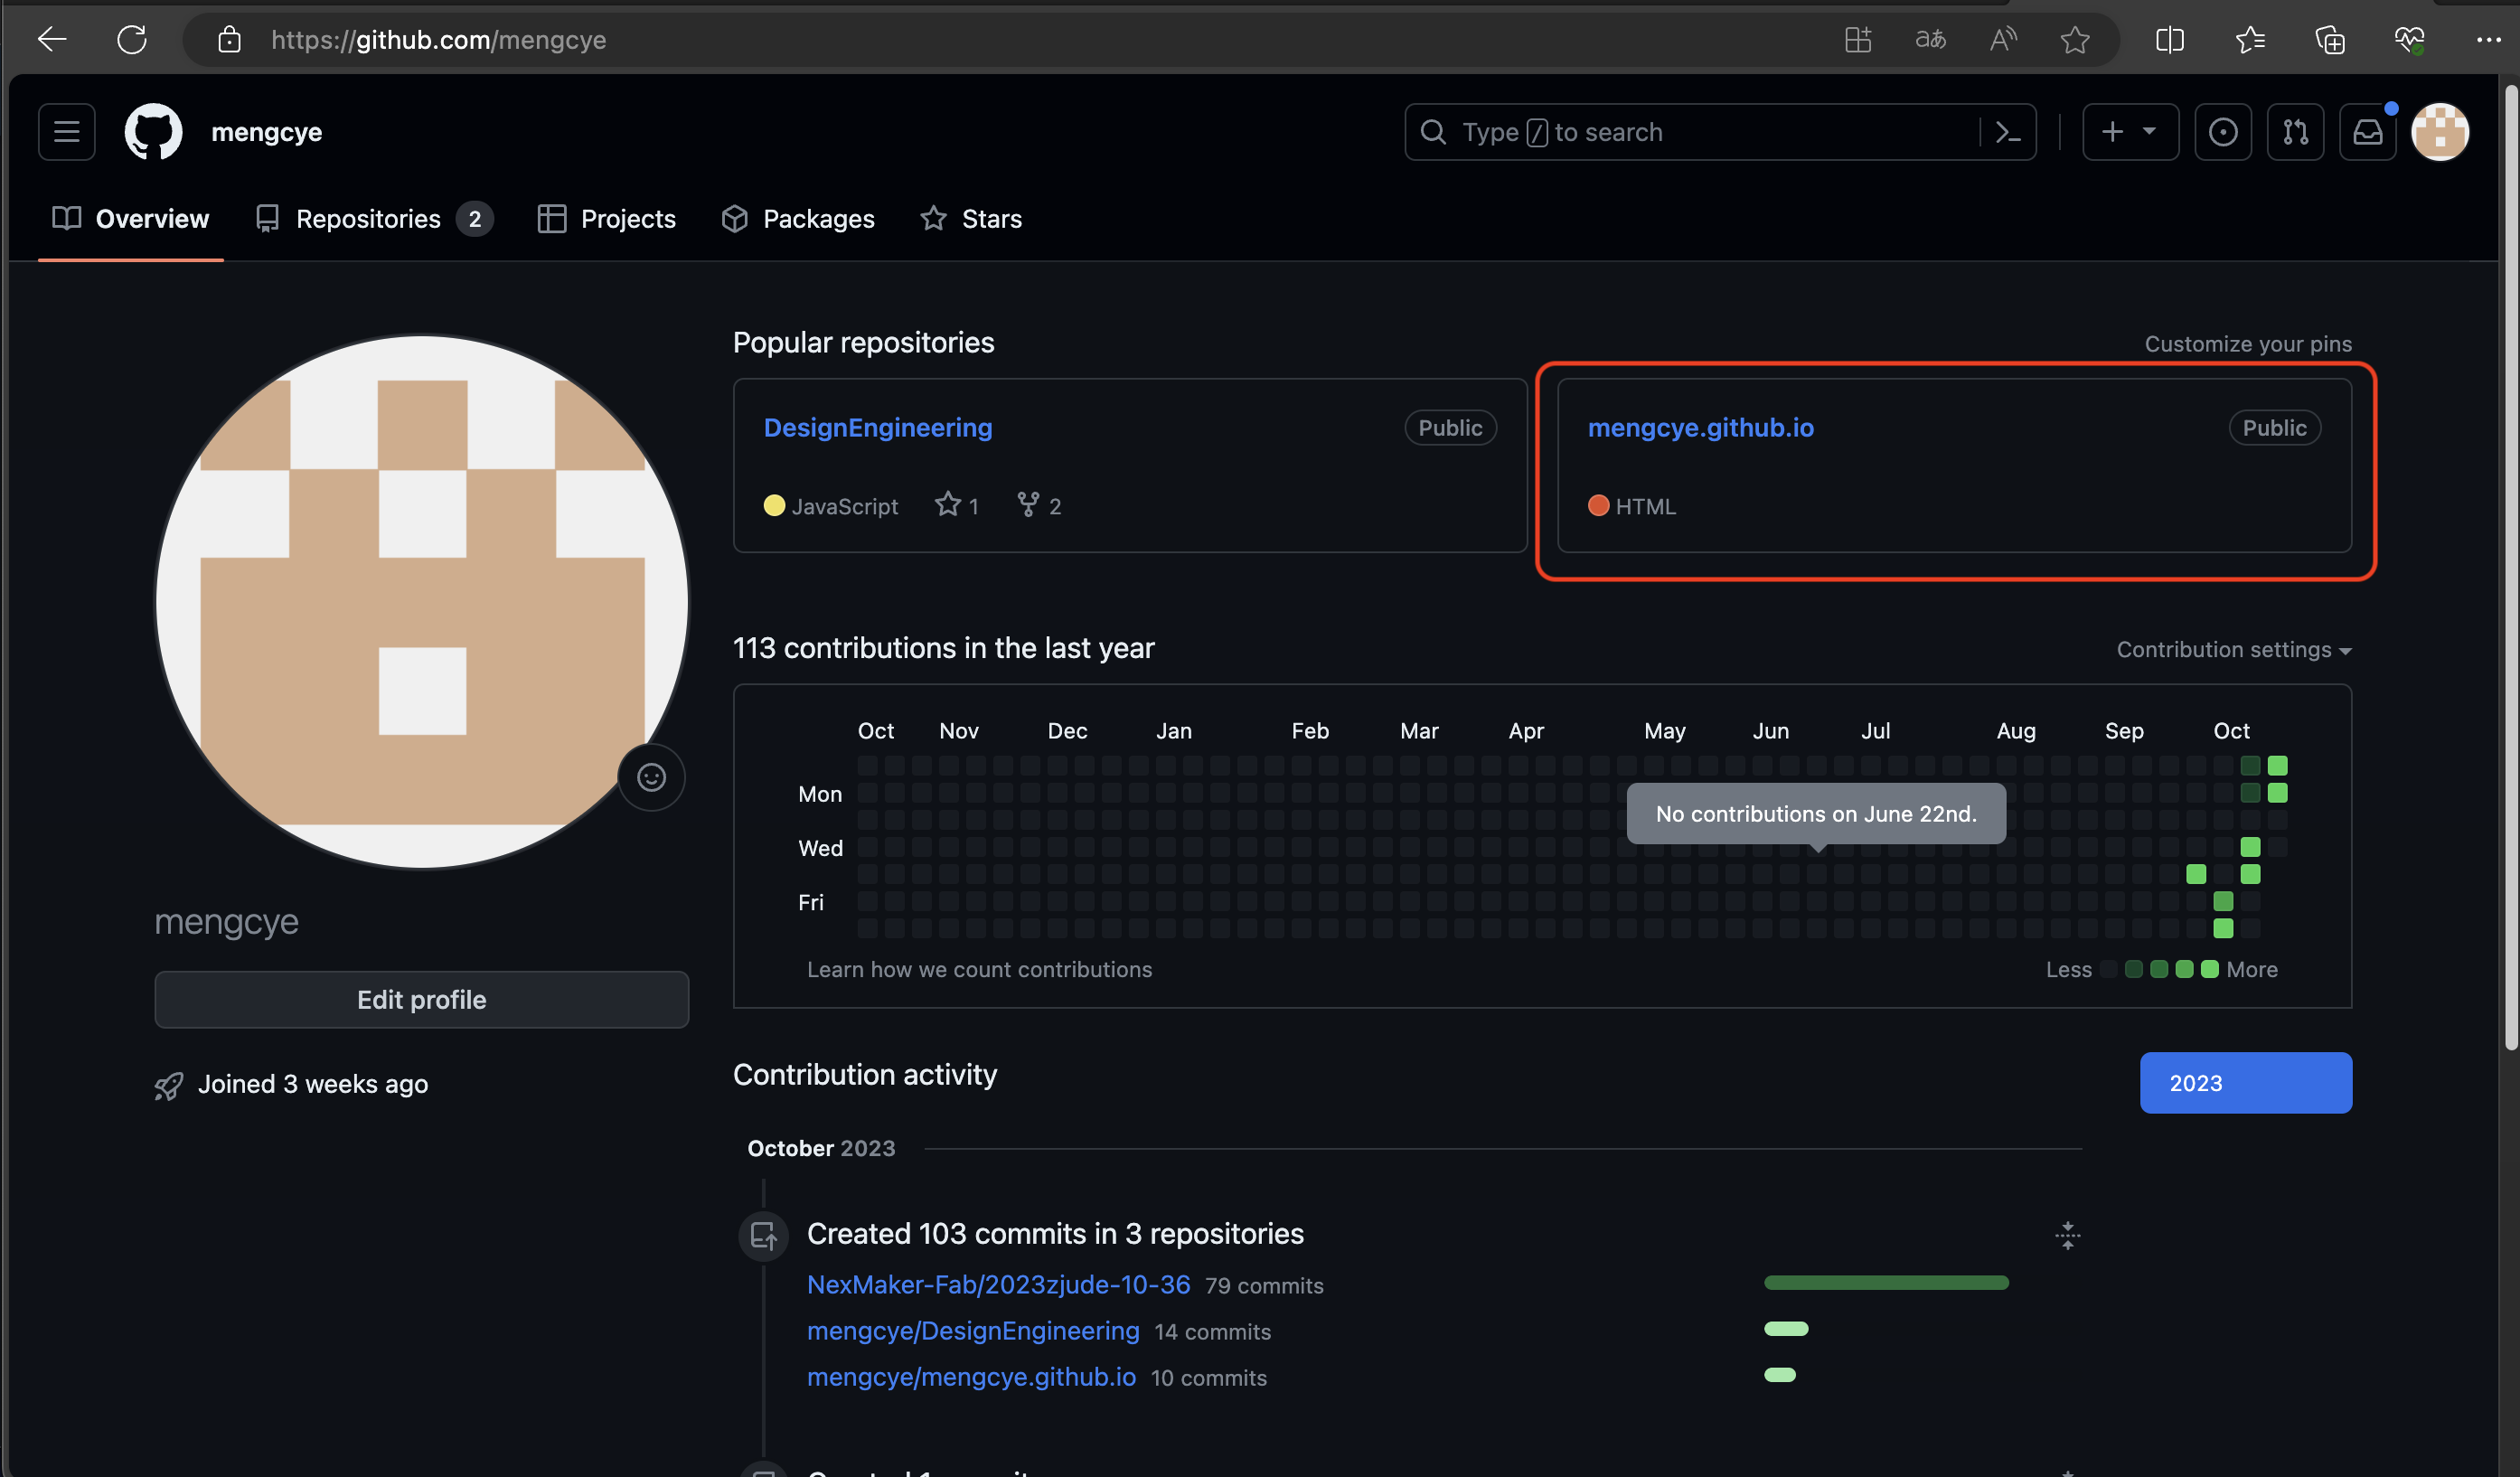 https://github.com/mengcye
aあ
mengcye
Type / to search
Overview
Repositories 2
Projects
Packages
Stars
Popular repositories
Customize your pins
DesignEngineering
Public
JavaScript
1
2
mengcye.github.io
Public
HTML
113 contributions in the last year
Contribution settings
Oct Nov Dec Jan Feb Mar Apr May Jun Jul Aug Sep Oct
Mon
No contributions on June 22nd.
Wed
Fri
Learn how we count contributions
Less
More
mengcye
Edit profile
Joined 3 weeks ago
Contribution activity
2023
October 2023
Created 103 commits in 3 repositories
NexMaker-Fab/2023zjude-10-36 79 commits
mengcye/DesignEngineering 14 commits
mengcye/mengcye.github.io 10 commits